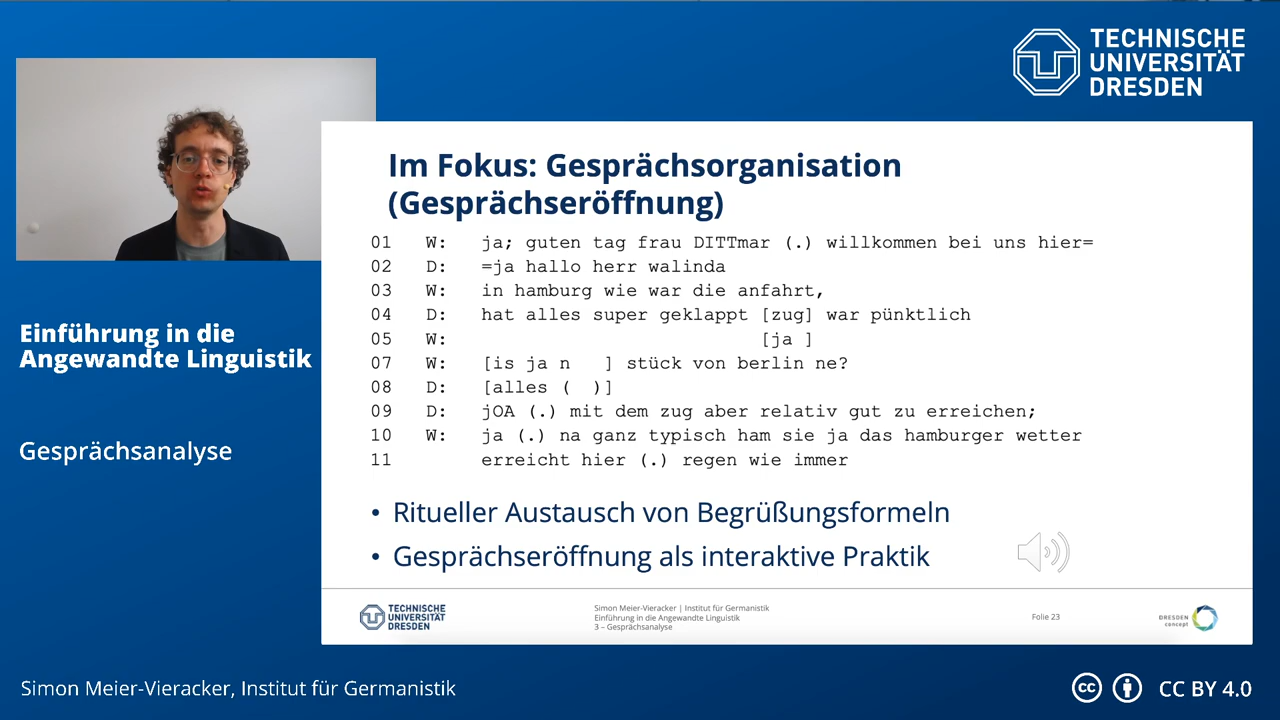 TECHNISCHE
UNIVERSITÄT
DRESDEN
Einführung in die
Angewandte Linguistik
Gesprächsanalyse
Im Fokus: Gesprächsorganisation
(Gesprächseröffnung)
01 W: ja; guten tag frau DITTmar (.) willkommen bei uns hier=
02 D: =ja hallo herr walinda
03 W: in hamburg wie war die anfahrt,
04 D: hat alles super geklappt [zug] war pünktlich
05 W: [ja ]
07 W: [is ja n   ] stück von berlin ne?
08 D: [alles (  )]
09 D: jOA (.) mit dem zug aber relativ gut zu erreichen;
10 W: ja (.) na ganz typisch ham sie ja das hamburger wetter
11 erreicht hier (.) regen wie immer
• Ritueller Austausch von Begrüßungsformeln
• Gesprächseröffnung als interaktive Praktik
TECHNISCHE
UNIVERSITÄT
DRESDEN
Simon Meier-Vieracker | Institut für Germanistik
Einführung in die Angewandte Linguistik
3 – Gesprächsanalyse
Folie 23
DRESDEN
concept
Simon Meier-Vieracker, Institut für Germanistik
cc
CC BY 4.0